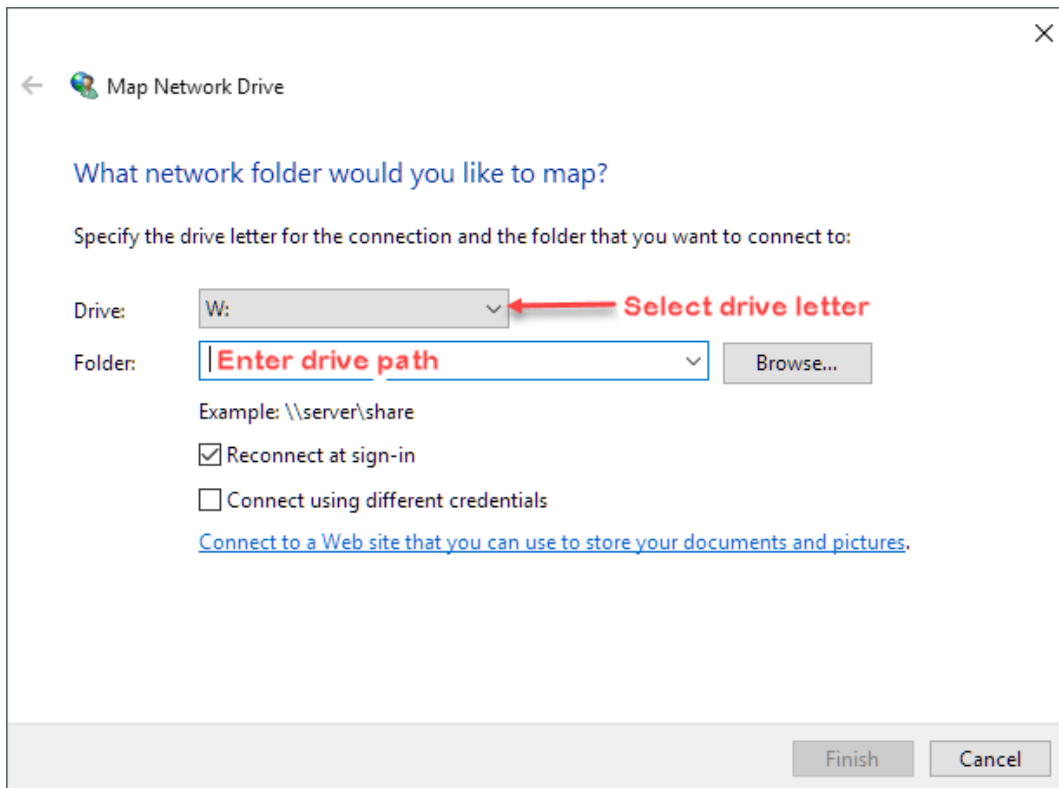 Map Network Drive
What network folder would you like to map?
Specify the drive letter for the connection and the folder that you want to connect to:
Drive: W: Select drive letter
Folder: Enter drive path Browse...
Example: \\server\share
Reconnect at sign-in
Connect using different credentials
Connect to a Web site that you can use to store your documents and pictures.
Finish Cancel